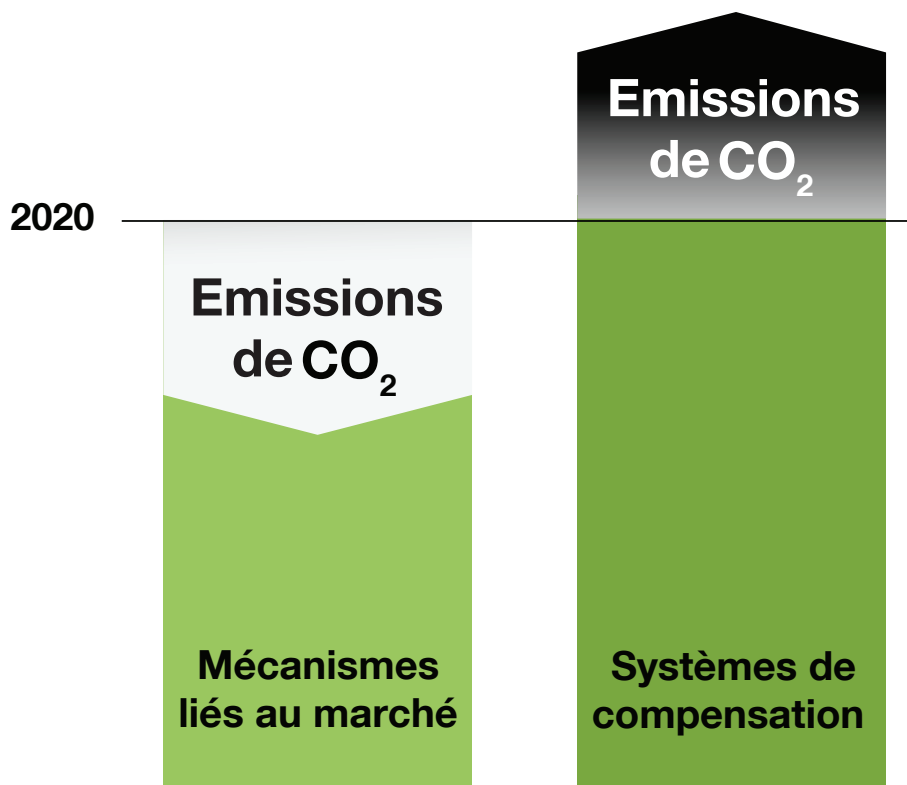 Emissions
de CO₂
2020
Emissions
de CO₂
Mécanismes
liés au marché
Systèmes de
compensation